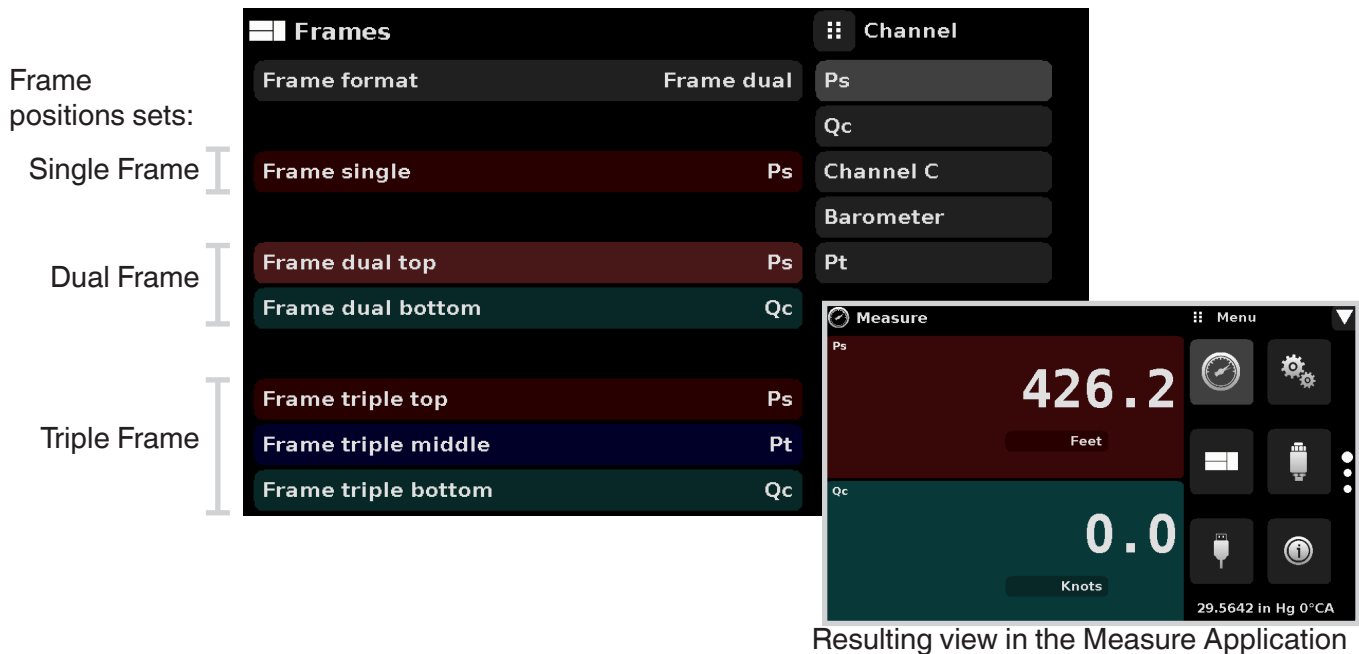 Frames
Channel
Frame positions sets:
Frame format Frame dual
Ps
Qc
Single Frame
Frame single Ps
Channel C
Barometer
Dual Frame
Frame dual top Ps
Pt
Frame dual bottom Qc
Triple Frame
Frame triple top Ps
Frame triple middle Pt
Frame triple bottom Qc
Measure
Menu
Ps
426.2
Feet
Qc
0.0
Knots
29.5642 in Hg 0°CA
Resulting view in the Measure Application